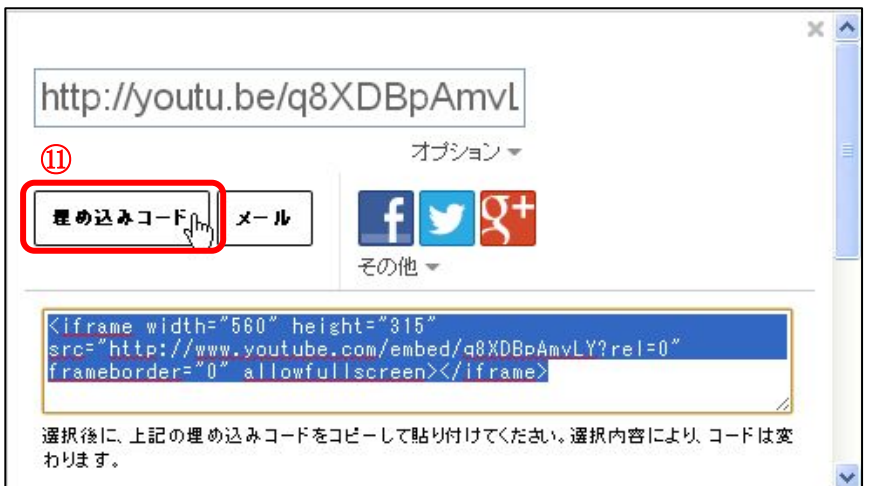 http://youtu.be/q8XDBpAmvL
オプション
⑪
埋め込みコード
メール
f
g+
その他
<iframe width="560" height="315"
src="http://www.youtube.com/embed/q8XDBpAmvLY?rel=0"
frameborder="0" allowfullscreen></iframe>
選択後に、上記の埋め込みコードをコピーして貼り付けてください。選択内容により、コードは変
わります。